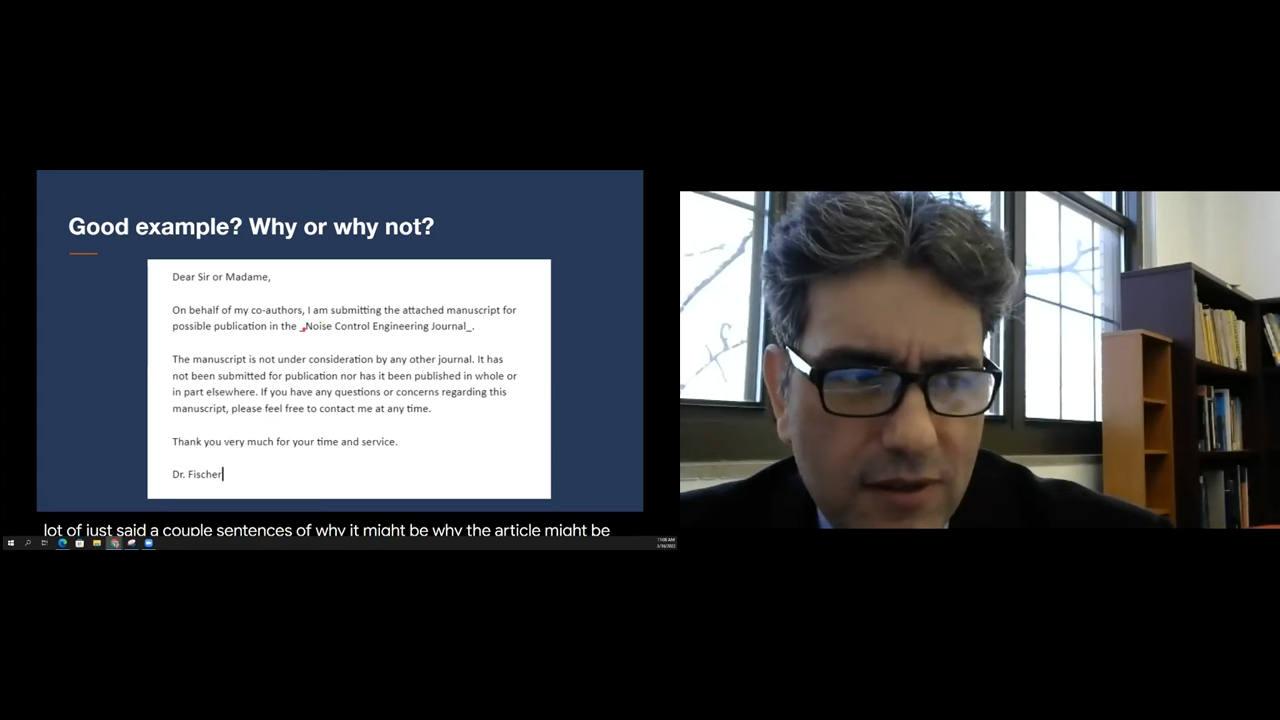 Good example? Why or why not?
Dear Sir or Madame,
On behalf of my co-authors, I am submitting the attached manuscript for
possible publication in the _Noise Control Engineering Journal_.
The manuscript is not under consideration by any other journal. It has
not been submitted for publication nor has it been published in whole or
in part elsewhere. If you have any questions or concerns regarding this
manuscript, please feel free to contact me at any time.
Thank you very much for your time and service.
Dr. Fischer
lot of just said a couple sentences of why it might be why the article might be